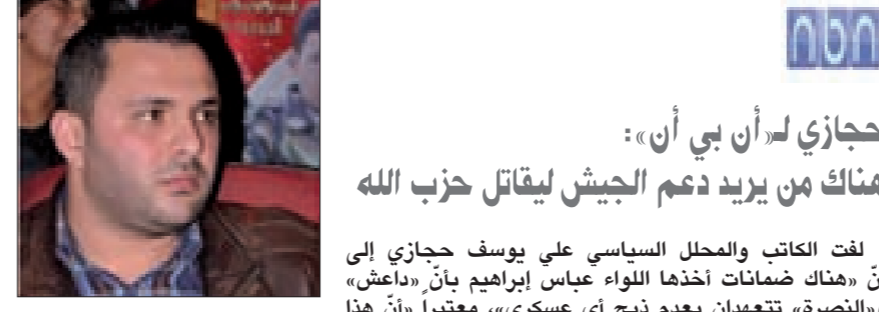 nbn
حجازي لـ«أن بي أن»:
هناك من يريد دعم الجيش ليقاتل حزب الله
لفت الكاتب والمحلل السياسي علي يوسف حجازي إلى
نّ «هناك ضمانات أخذها اللواء عباس إبراهيم بأنّ «داعش»
«النصرة» تتعهدان بعدم ذبح أي عسكري»، معتبراً «أنّ هذا